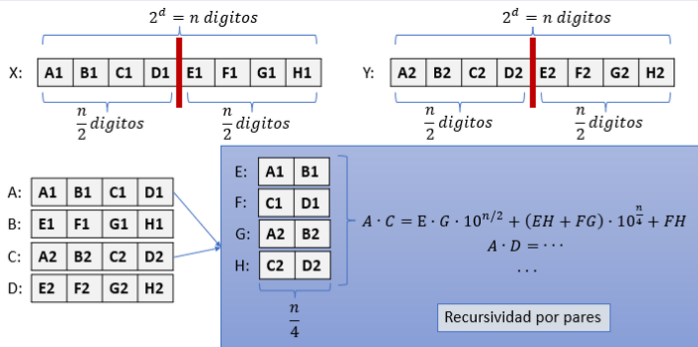 2^d = n digitos 2^d = n digitos
X: A1 B1 C1 D1 E1 F1 G1 H1 Y: A2 B2 C2 D2 E2 F2 G2 H2
n/2 digitos n/2 digitos n/2 digitos n/2 digitos
A: A1 B1 C1 D1
B: E1 F1 G1 H1
C: A2 B2 C2 D2
D: E2 F2 G2 H2
E: A1 B1
F: C1 D1
G: A2 B2
H: C2 D2
n/4
A · C = E · G · 10^{n/2} + (EH + FG) · 10^{n/4} + FH
A · D = ⋯
⋯
Recursividad por pares